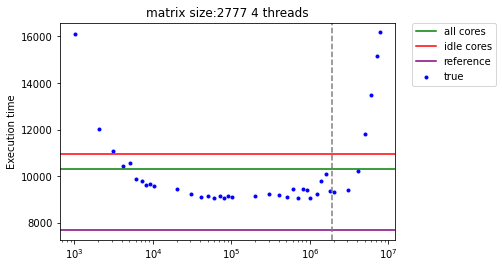 matrix size:2777 4 threads
16000
14000
12000
10000
8000
Execution time
10³ 10⁴ 10⁵ 10⁶ 10⁷
all cores
idle cores
reference
true